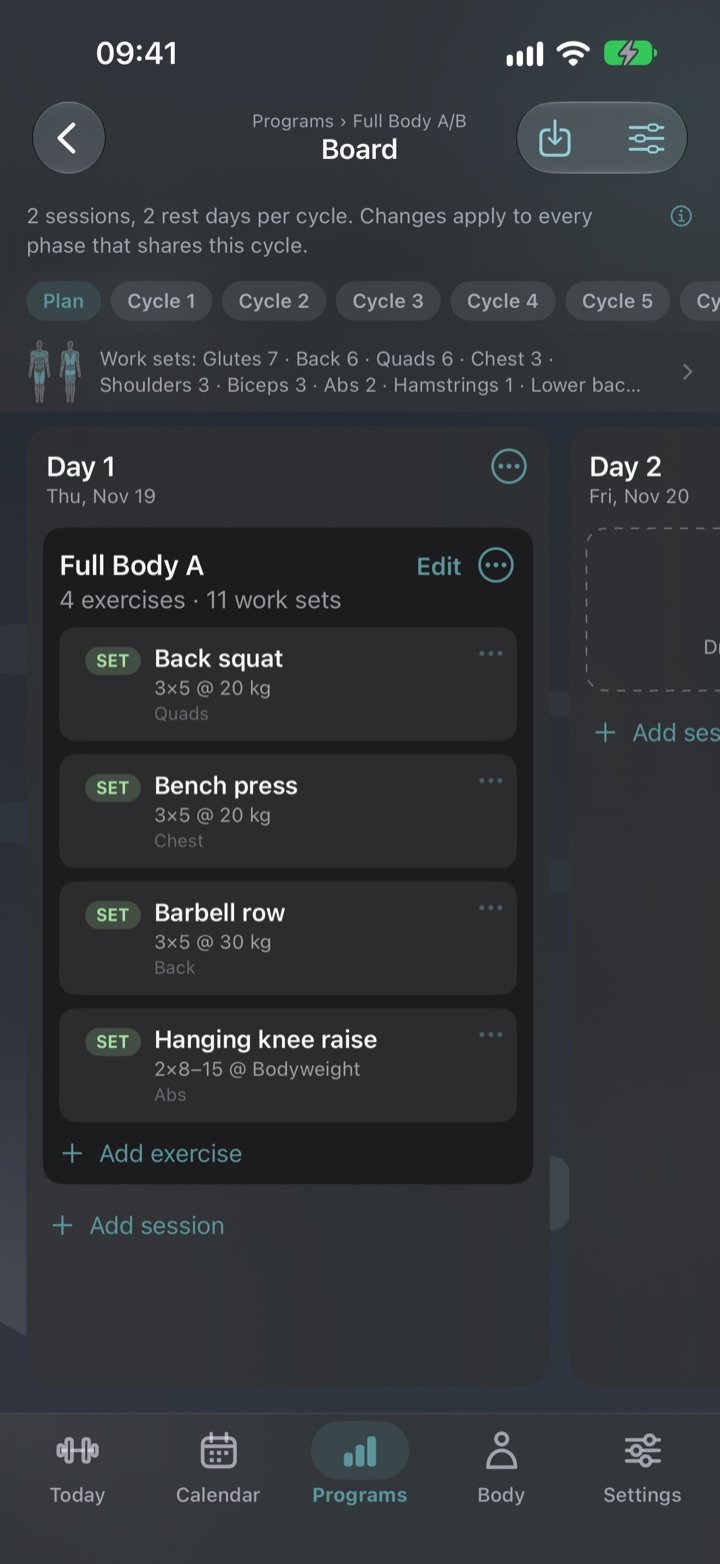 09:41
Programs › Full Body A/B
Board
2 sessions, 2 rest days per cycle. Changes apply to every
phase that shares this cycle.
Plan
Cycle 1
Cycle 2
Cycle 3
Cycle 4
Cycle 5
Cy
Work sets: Glutes 7 · Back 6 · Quads 6 · Chest 3 ·
Shoulders 3 · Biceps 3 · Abs 2 · Hamstrings 1 · Lower bac…
Day 1
Thu, Nov 19
Full Body A
Edit
4 exercises · 11 work sets
SET
Back squat
3×5 @ 20 kg
Quads
SET
Bench press
3×5 @ 20 kg
Chest
SET
Barbell row
3×5 @ 30 kg
Back
SET
Hanging knee raise
2×8–15 @ Bodyweight
Abs
+ Add exercise
+ Add session
Day 2
Fri, Nov 20
+ Add ses
Today
Calendar
Programs
Body
Settings